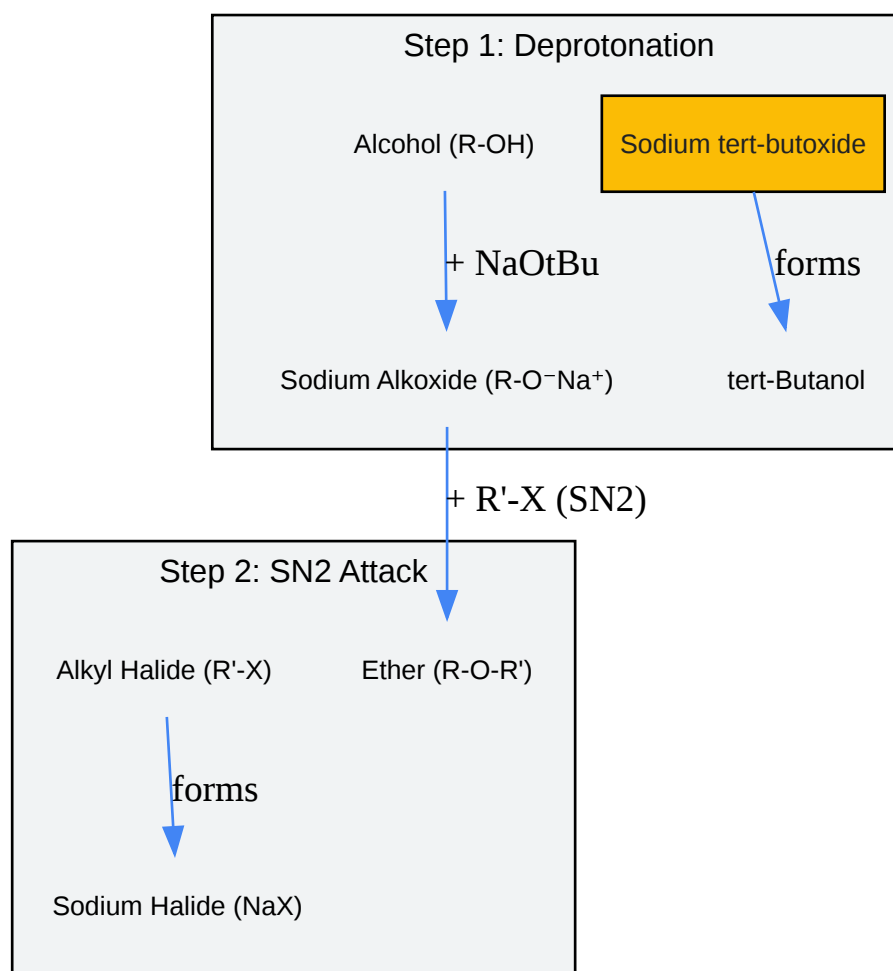 Step 1: Deprotonation
Alcohol (R-OH)
Sodium tert-butoxide
+ NaOtBu
forms
Sodium Alkoxide (R-O⁻Na⁺)
tert-Butanol
+ R'-X (SN2)
Step 2: SN2 Attack
Alkyl Halide (R'-X)
Ether (R-O-R')
forms
Sodium Halide (NaX)